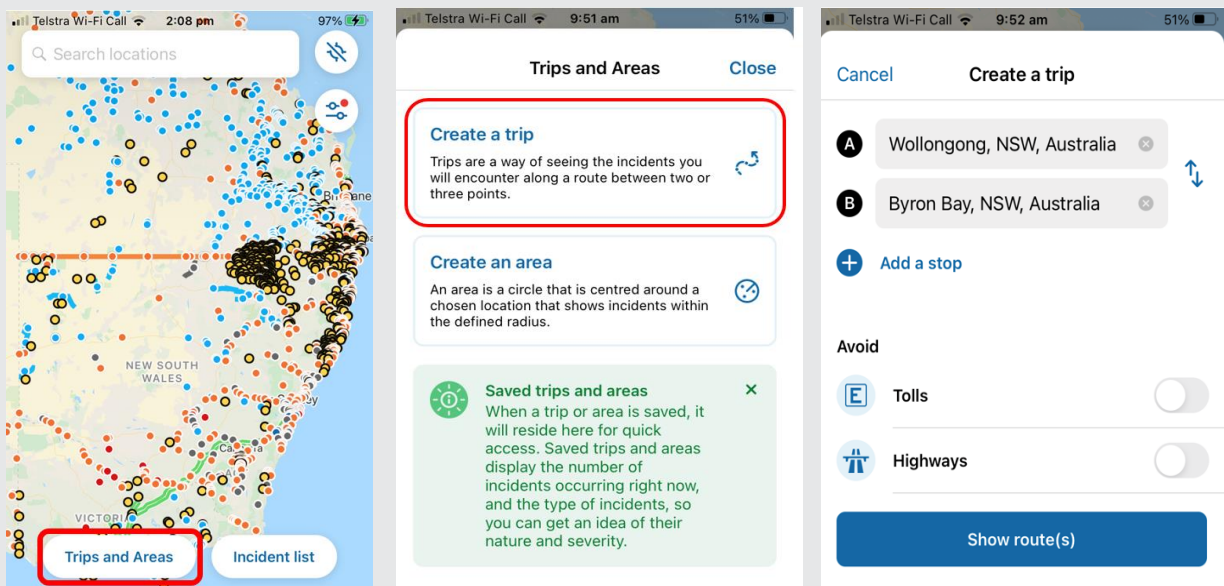 Telstra Wi-Fi Call 2:08 pm 97%
Search locations
Brisbane
NEW SOUTH
WALES
VICTORIA
Trips and Areas
Incident list
Telstra Wi-Fi Call 9:51 am 51%
Trips and Areas
Close
Create a trip
Trips are a way of seeing the incidents you
will encounter along a route between two or
three points.
Create an area
An area is a circle that is centred around a
chosen location that shows incidents within
the defined radius.
Saved trips and areas
When a trip or area is saved, it
will reside here for quick
access. Saved trips and areas
display the number of
incidents occurring right now,
and the type of incidents, so
you can get an idea of their
nature and severity.
Telstra Wi-Fi Call 9:52 am 51%
Cancel
Create a trip
A Wollongong, NSW, Australia
B Byron Bay, NSW, Australia
Add a stop
Avoid
E Tolls
Highways
Show route(s)